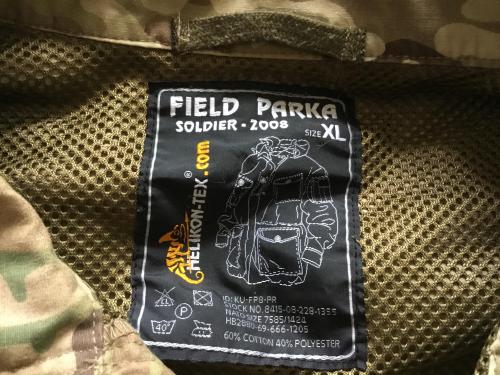 FIELD PARKA
SOLDIER - 2008
SIZE XL
HELIKON-TEX®.com
ID: KU-FP8-PR
STOCK NO. 8415-08-228-1355
NATO SIZE 7585/1424
HB2880-69-666-1205
60% COTTON 40% POLYESTER
P
40°